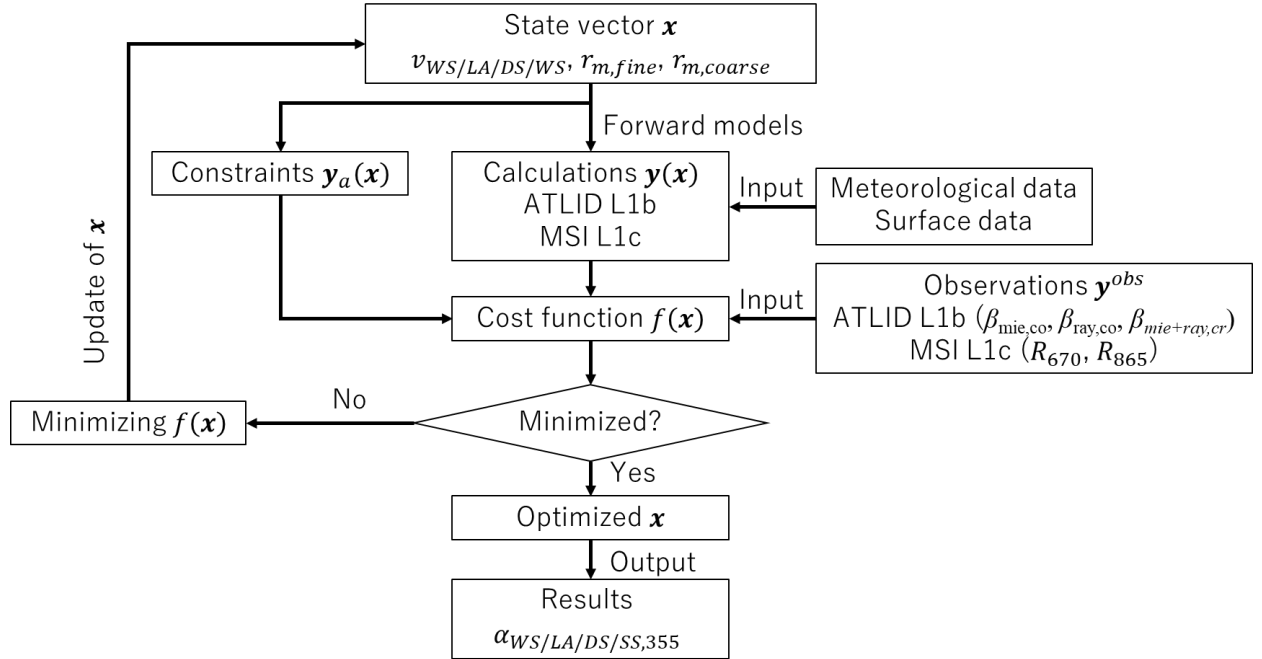 State vector x
v_WS/LA/DS/WS, r_m,fine, r_m,coarse
Forward models
Constraints y_a(x)
Calculations y(x)
ATLID L1b
MSI L1c
Input
Meteorological data
Surface data
Update of x
Cost function f(x)
Input
Observations y^obs
ATLID L1b (β_mie,co, β_ray,co, β_mie+ray,cr)
MSI L1c (R_670, R_865)
Minimizing f(x)
No
Minimized?
Yes
Optimized x
Output
Results
α_WS/LA/DS/SS,355